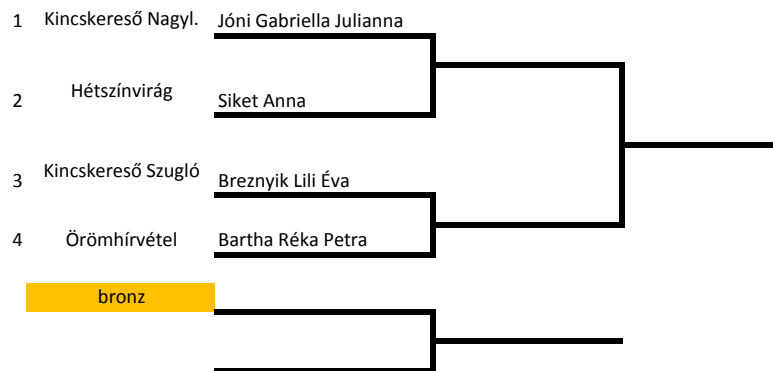 1 Kincskereső Nagyl. Jóni Gabriella Julianna
2 Hétszínvirág Siket Anna
3 Kincskereső Szugló Breznyik Lili Éva
4 Örömhírvétel Bartha Réka Petra
bronz